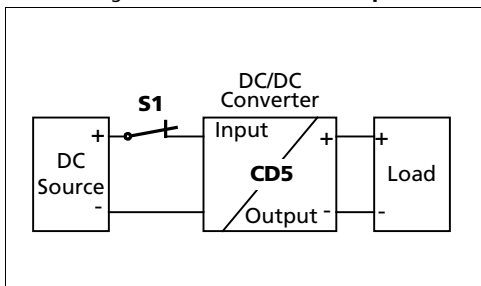 DC/DC
Converter
S1
+
DC
Source
-
Input
CD5
Output
+
-
+
Load
-